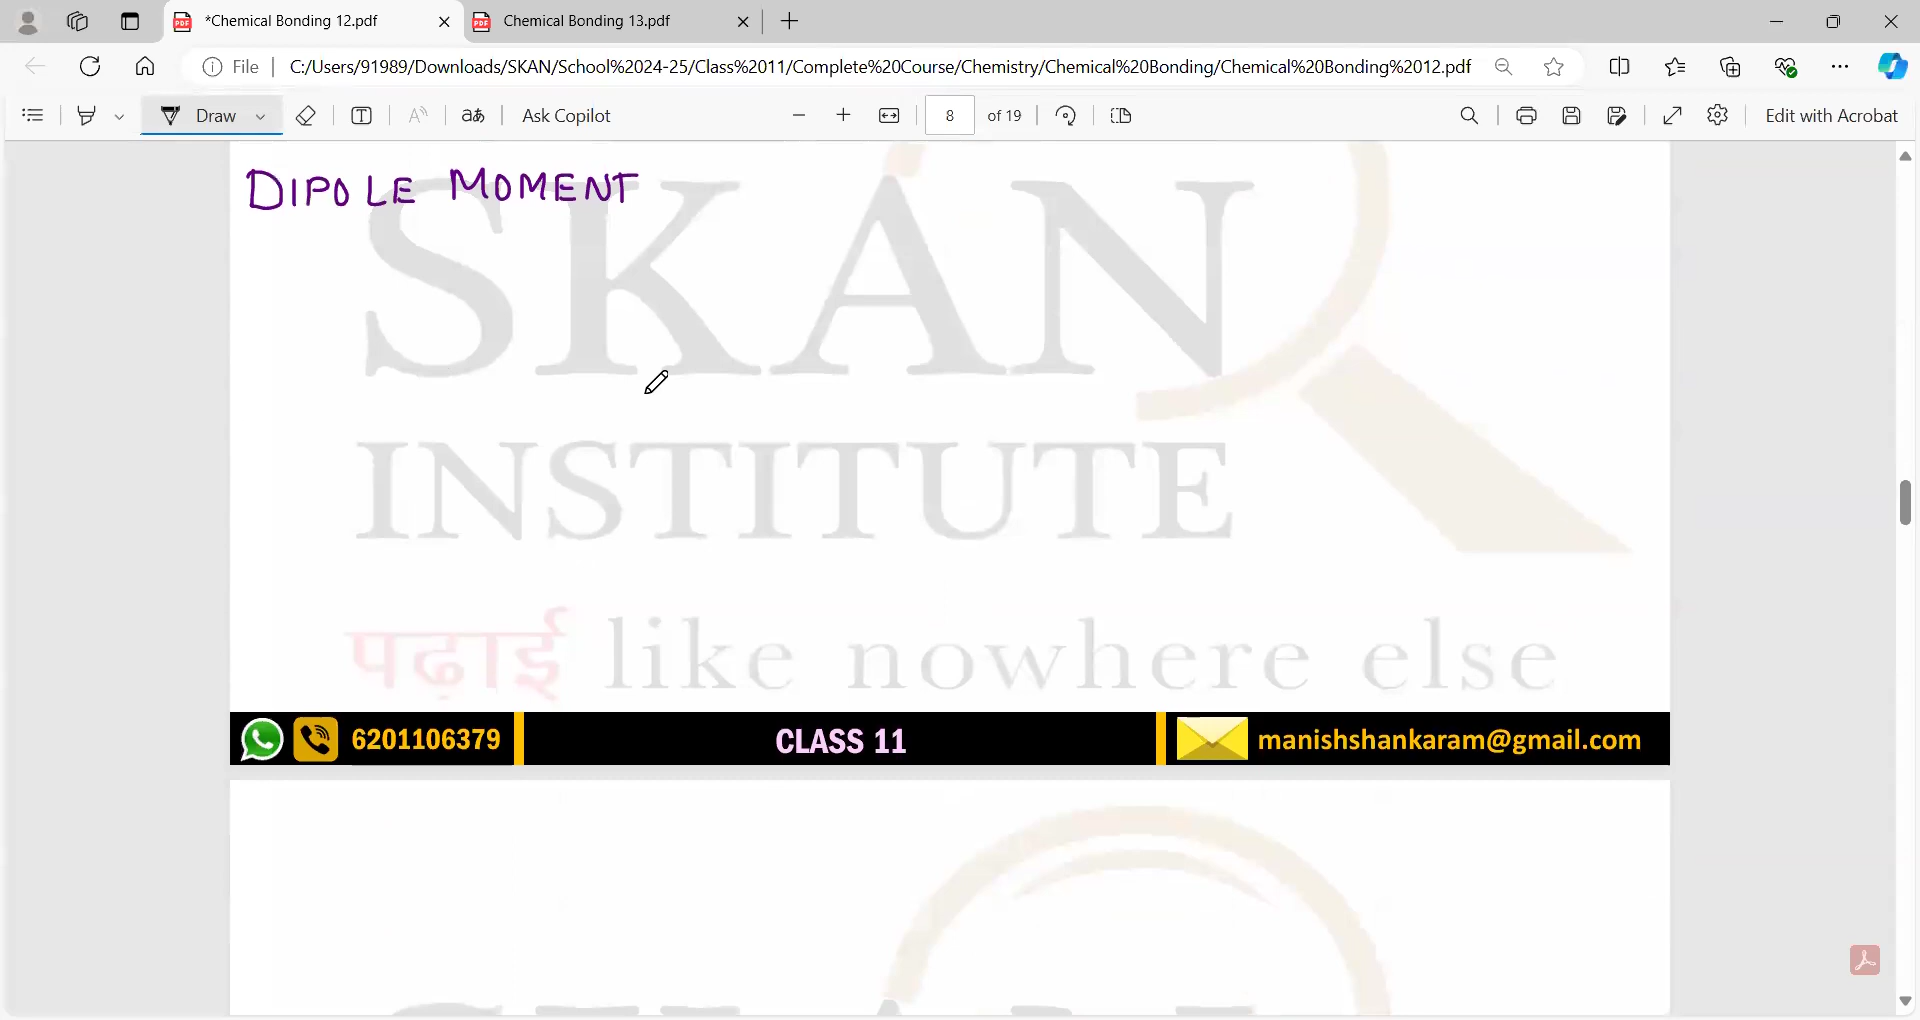 *Chemical Bonding 12.pdf
Chemical Bonding 13.pdf
File
C:/Users/91989/Downloads/SKAN/School%2024-25/Class%2011/Complete%20Course/Chemistry/Chemical%20Bonding/Chemical%20Bonding%2012.pdf
Draw
T
A
aあ
Ask Copilot
8 of 19
Edit with Acrobat
DIPOLE MOMENT
SKAN
INSTITUTE
पढ़ाई like nowhere else
6201106379
CLASS 11
manishshankaram@gmail.com